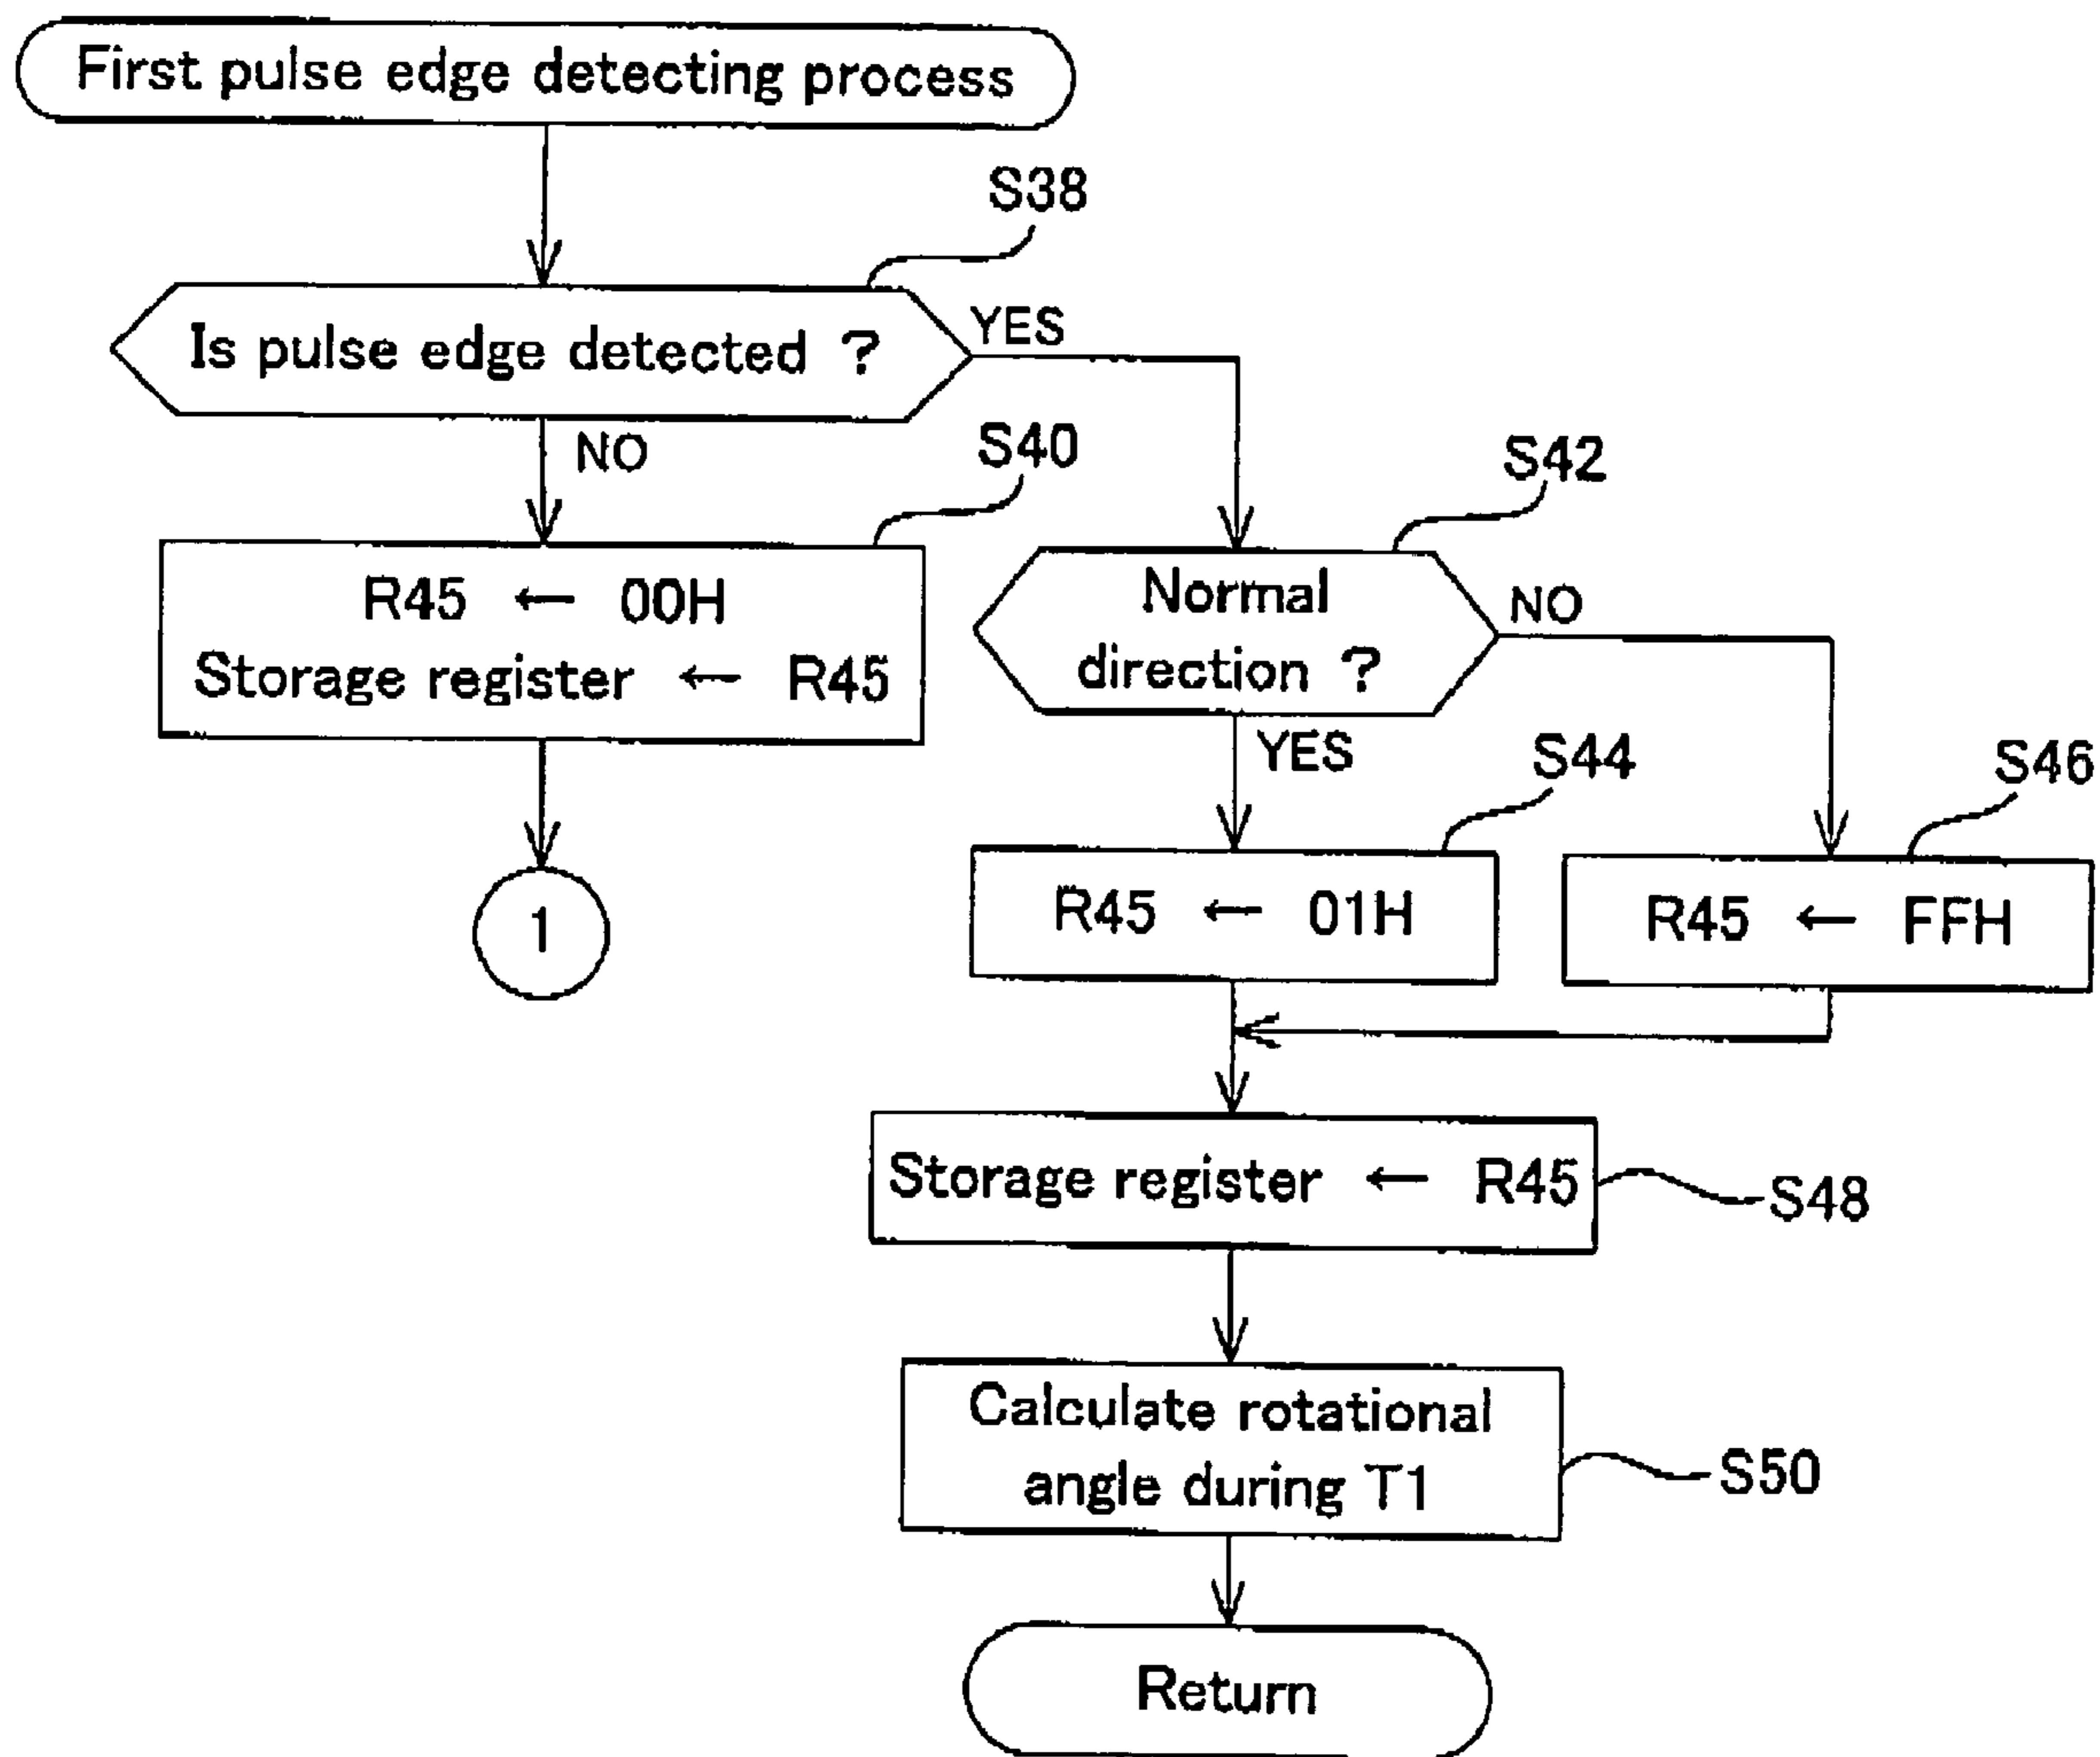 First pulse edge detecting process
S38
Is pulse edge detected ?
YES
NO
S40
S42
R45 ← 00H
Storage register ← R45
Normal
direction ?
NO
YES
S44
S46
1
R45 ← 01H
R45 ← FFH
Storage register ← R45
S48
Calculate rotational
angle during T1
S50
Return